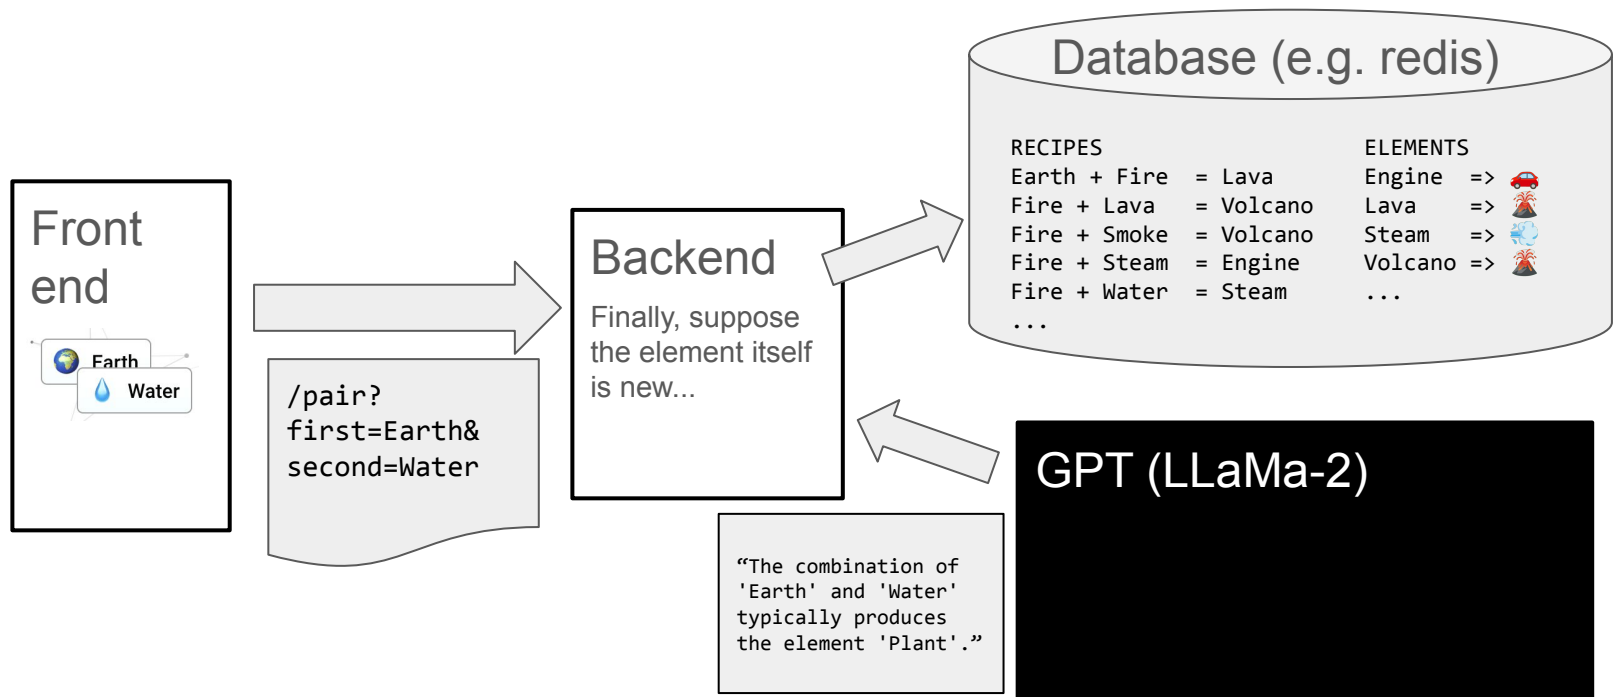 Front
end
Earth
Water
/pair?
first=Earth&
second=Water
Backend
Finally, suppose
the element itself
is new...
Database (e.g. redis)
RECIPES
Earth + Fire = Lava
Fire + Lava = Volcano
Fire + Smoke = Volcano
Fire + Steam = Engine
Fire + Water = Steam
...
ELEMENTS
Engine => 🚗
Lava => 🌋
Steam => 💨
Volcano => 🌋
...
GPT (LLaMa-2)
“The combination of
'Earth' and 'Water'
typically produces
the element 'Plant'.”